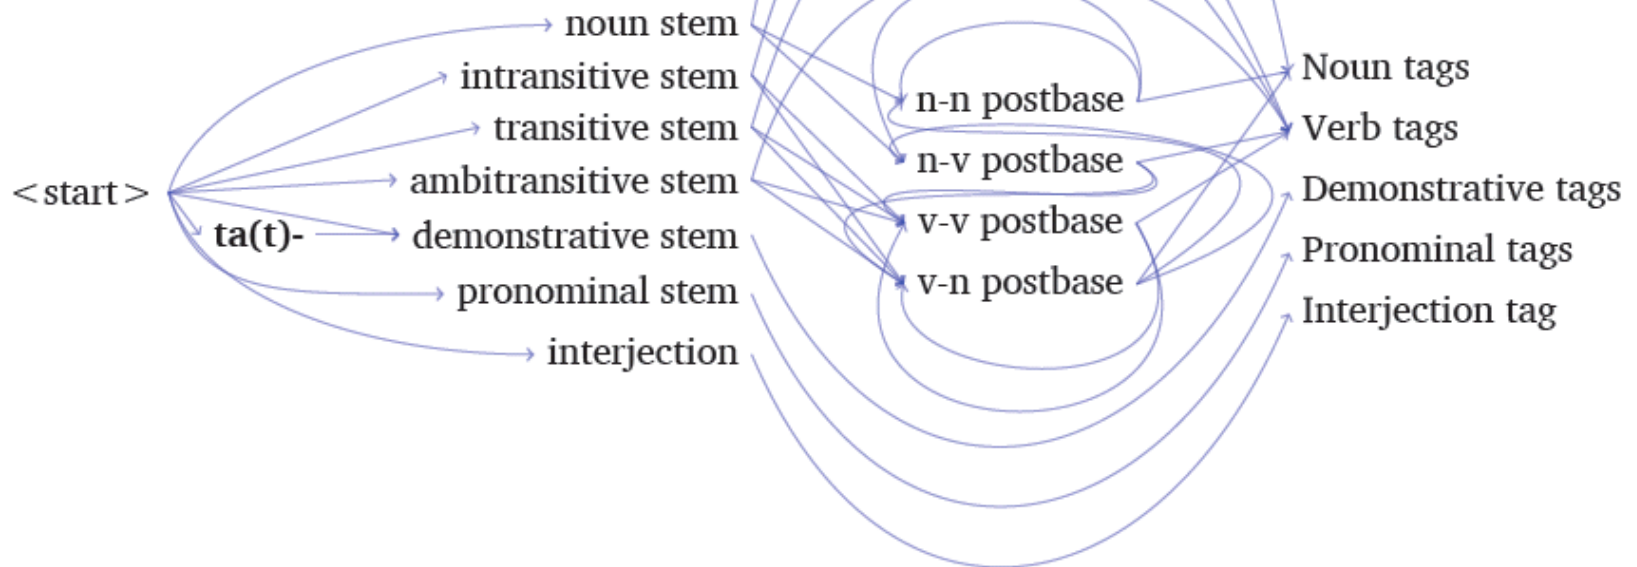 noun stem
intransitive stem
transitive stem
ambitransitive stem
<start>
ta(t)-
demonstrative stem
pronominal stem
interjection
n-n postbase
n-v postbase
v-v postbase
v-n postbase
Noun tags
Verb tags
Demonstrative tags
Pronominal tags
Interjection tag